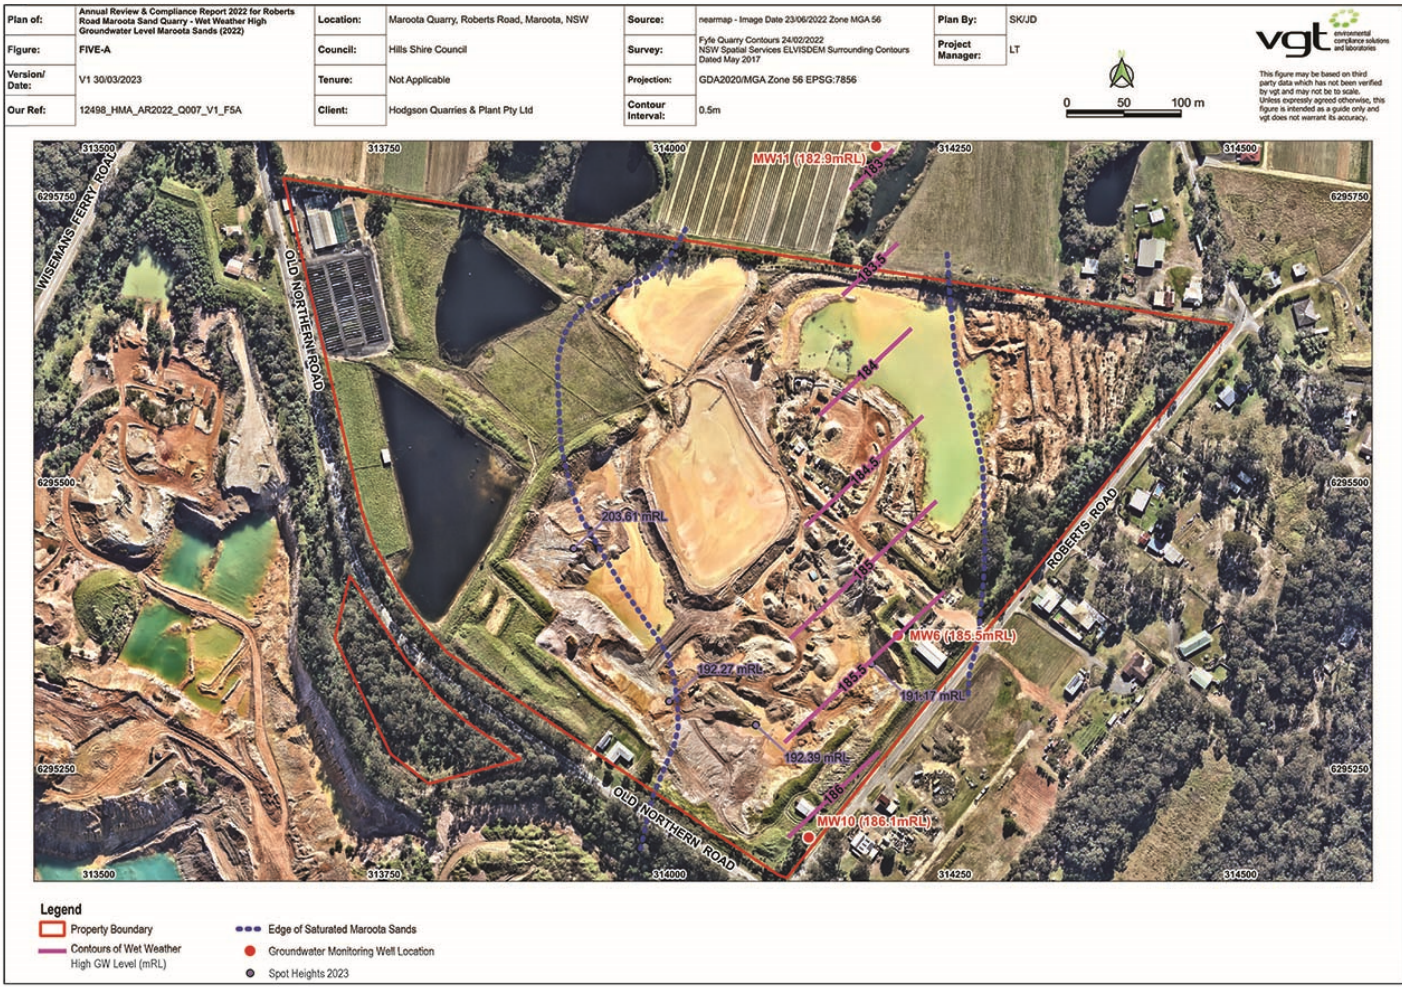 Plan of:
Annual Review & Compliance Report 2022 for Roberts
Road Maroota Sand Quarry - Wet Weather High
Groundwater Level Maroota Sands (2022)
Location:
Maroota Quarry, Roberts Road, Maroota, NSW
Source:
nearmap - Image Date 23/06/2022 Zone MGA 56
Plan By:
SK/JD
Figure:
FIVE-A
Council:
Hills Shire Council
Survey:
Fyfe Quarry Contours 24/02/2022
NSW Spatial Services ELVISDEM Surrounding Contours
Dated May 2017
Project
Manager:
LT
Version/
Date:
V1 30/03/2023
Tenure:
Not Applicable
Projection:
GDA2020/MGA Zone 56 EPSG:7856
Our Ref:
12498_HMA_AR2022_Q007_V1_F5A
Client:
Hodgson Quarries & Plant Pty Ltd
Contour
Interval:
0.5m
N
0 50 100 m
vgt
environmental
compliance solutions
and laboratories
This figure may be based on third
party data which has not been verified
by vgt and may not be to scale.
Unless expressly agreed otherwise, this
figure is intended as a guide only and
vgt does not warrant its accuracy.
313500 313750 314000 314250 314500
MW11 (182.9mRL)
183
WISEMANS FERRY ROAD
6295750 6295750
OLD NORTHERN ROAD
183.5
184
184.5
6295500 6295500
203.61 mRL
ROBERTS ROAD
185
MW6 (185.5mRL)
192.27 mRL
185.5
191.17 mRL
192.39 mRL
6295250 6295250
186
OLD NORTHERN ROAD
MW10 (186.1mRL)
313500 313750 314000 314250 314500
Legend
Property Boundary
Contours of Wet Weather
High GW Level (mRL)
Edge of Saturated Maroota Sands
Groundwater Monitoring Well Location
Spot Heights 2023